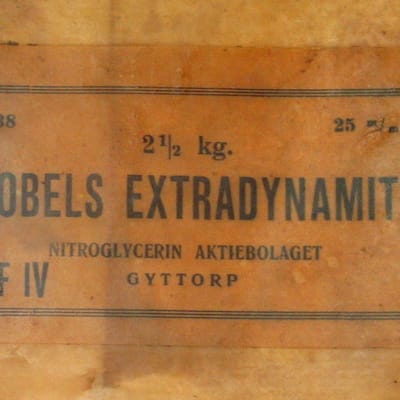 38 25 m/m
2½ kg.
OBELS EXTRADYNAMIT
NITROGLYCERIN AKTIEBOLAGET
F IV GYTTORP